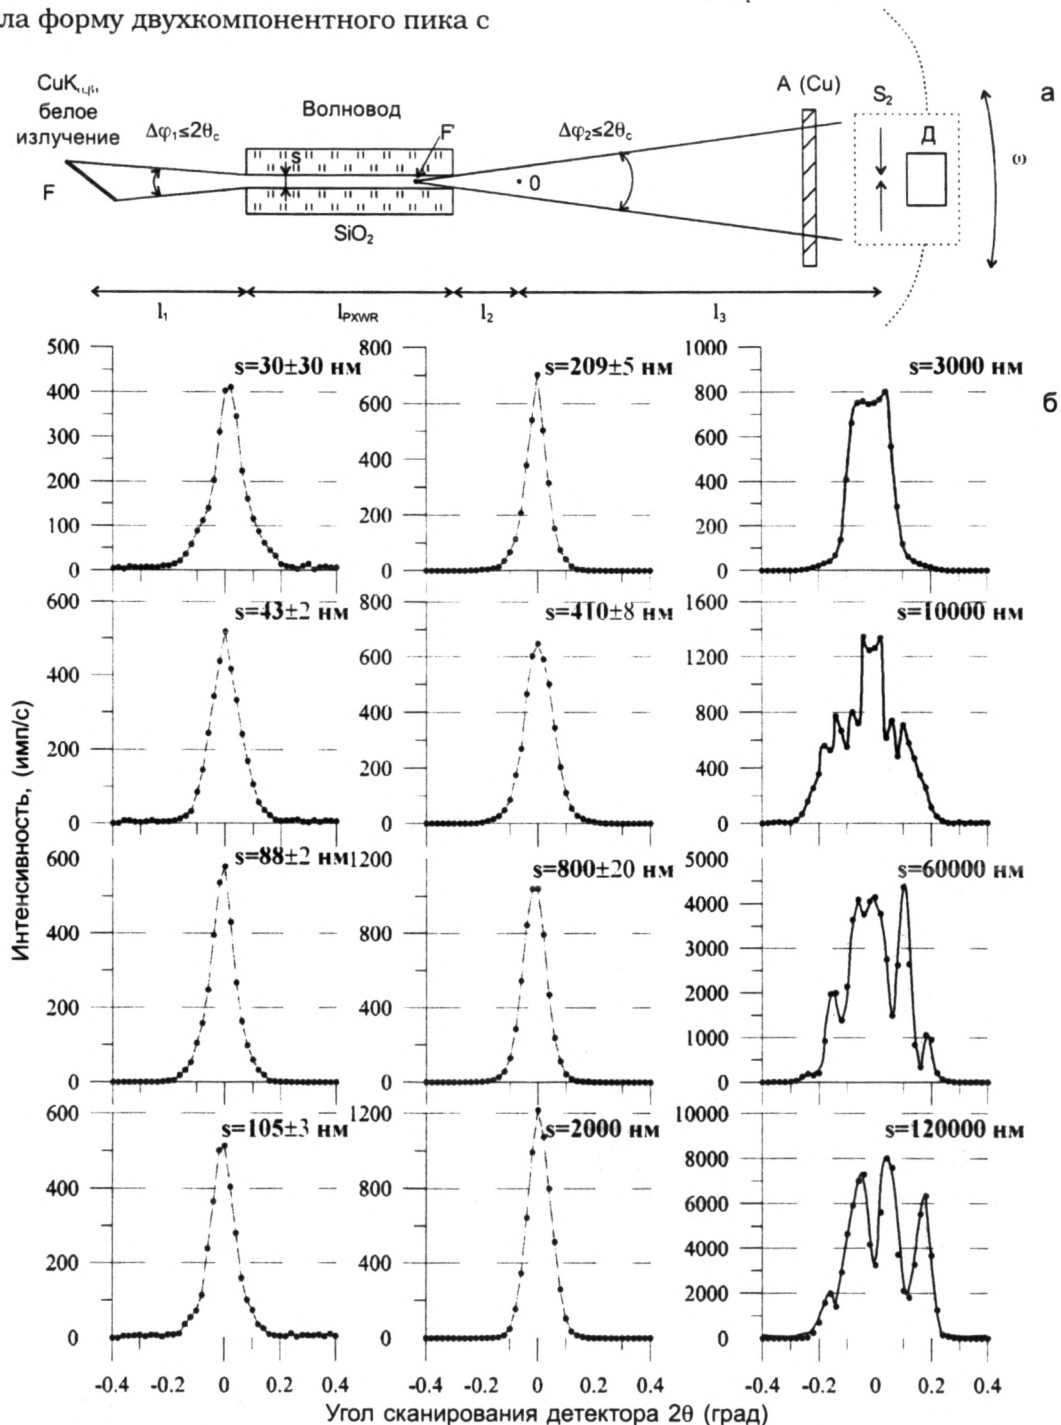 ла форму двухкомпонентного пика с
CuKα,β,
белое
излучение
Δφ₁≤2θc
Волновод
F'
Δφ₂≤2θc
A (Cu)
S₂
Д
а
F
s
0
ω
SiO₂
l₁
lPXWR
l₂
l₃
б
Интенсивность, (имп/с)
s=30±30 нм
500
400
300
200
100
0
s=209±5 нм
800
600
400
200
0
s=3000 нм
1000
800
600
400
200
0
s=43±2 нм
600
400
200
0
s=410±8 нм
800
600
400
200
0
s=10000 нм
1600
1200
800
400
0
s=88±2 нм
600
400
200
0
s=800±20 нм
1200
800
400
0
s=60000 нм
5000
4000
3000
2000
1000
0
s=105±3 нм
600
400
200
0
s=2000 нм
1200
800
400
0
s=120000 нм
10000
8000
6000
4000
2000
0
-0.4 -0.2 0 0.2 0.4
-0.4 -0.2 0 0.2 0.4
-0.4 -0.2 0 0.2 0.4
Угол сканирования детектора 2θ (град)